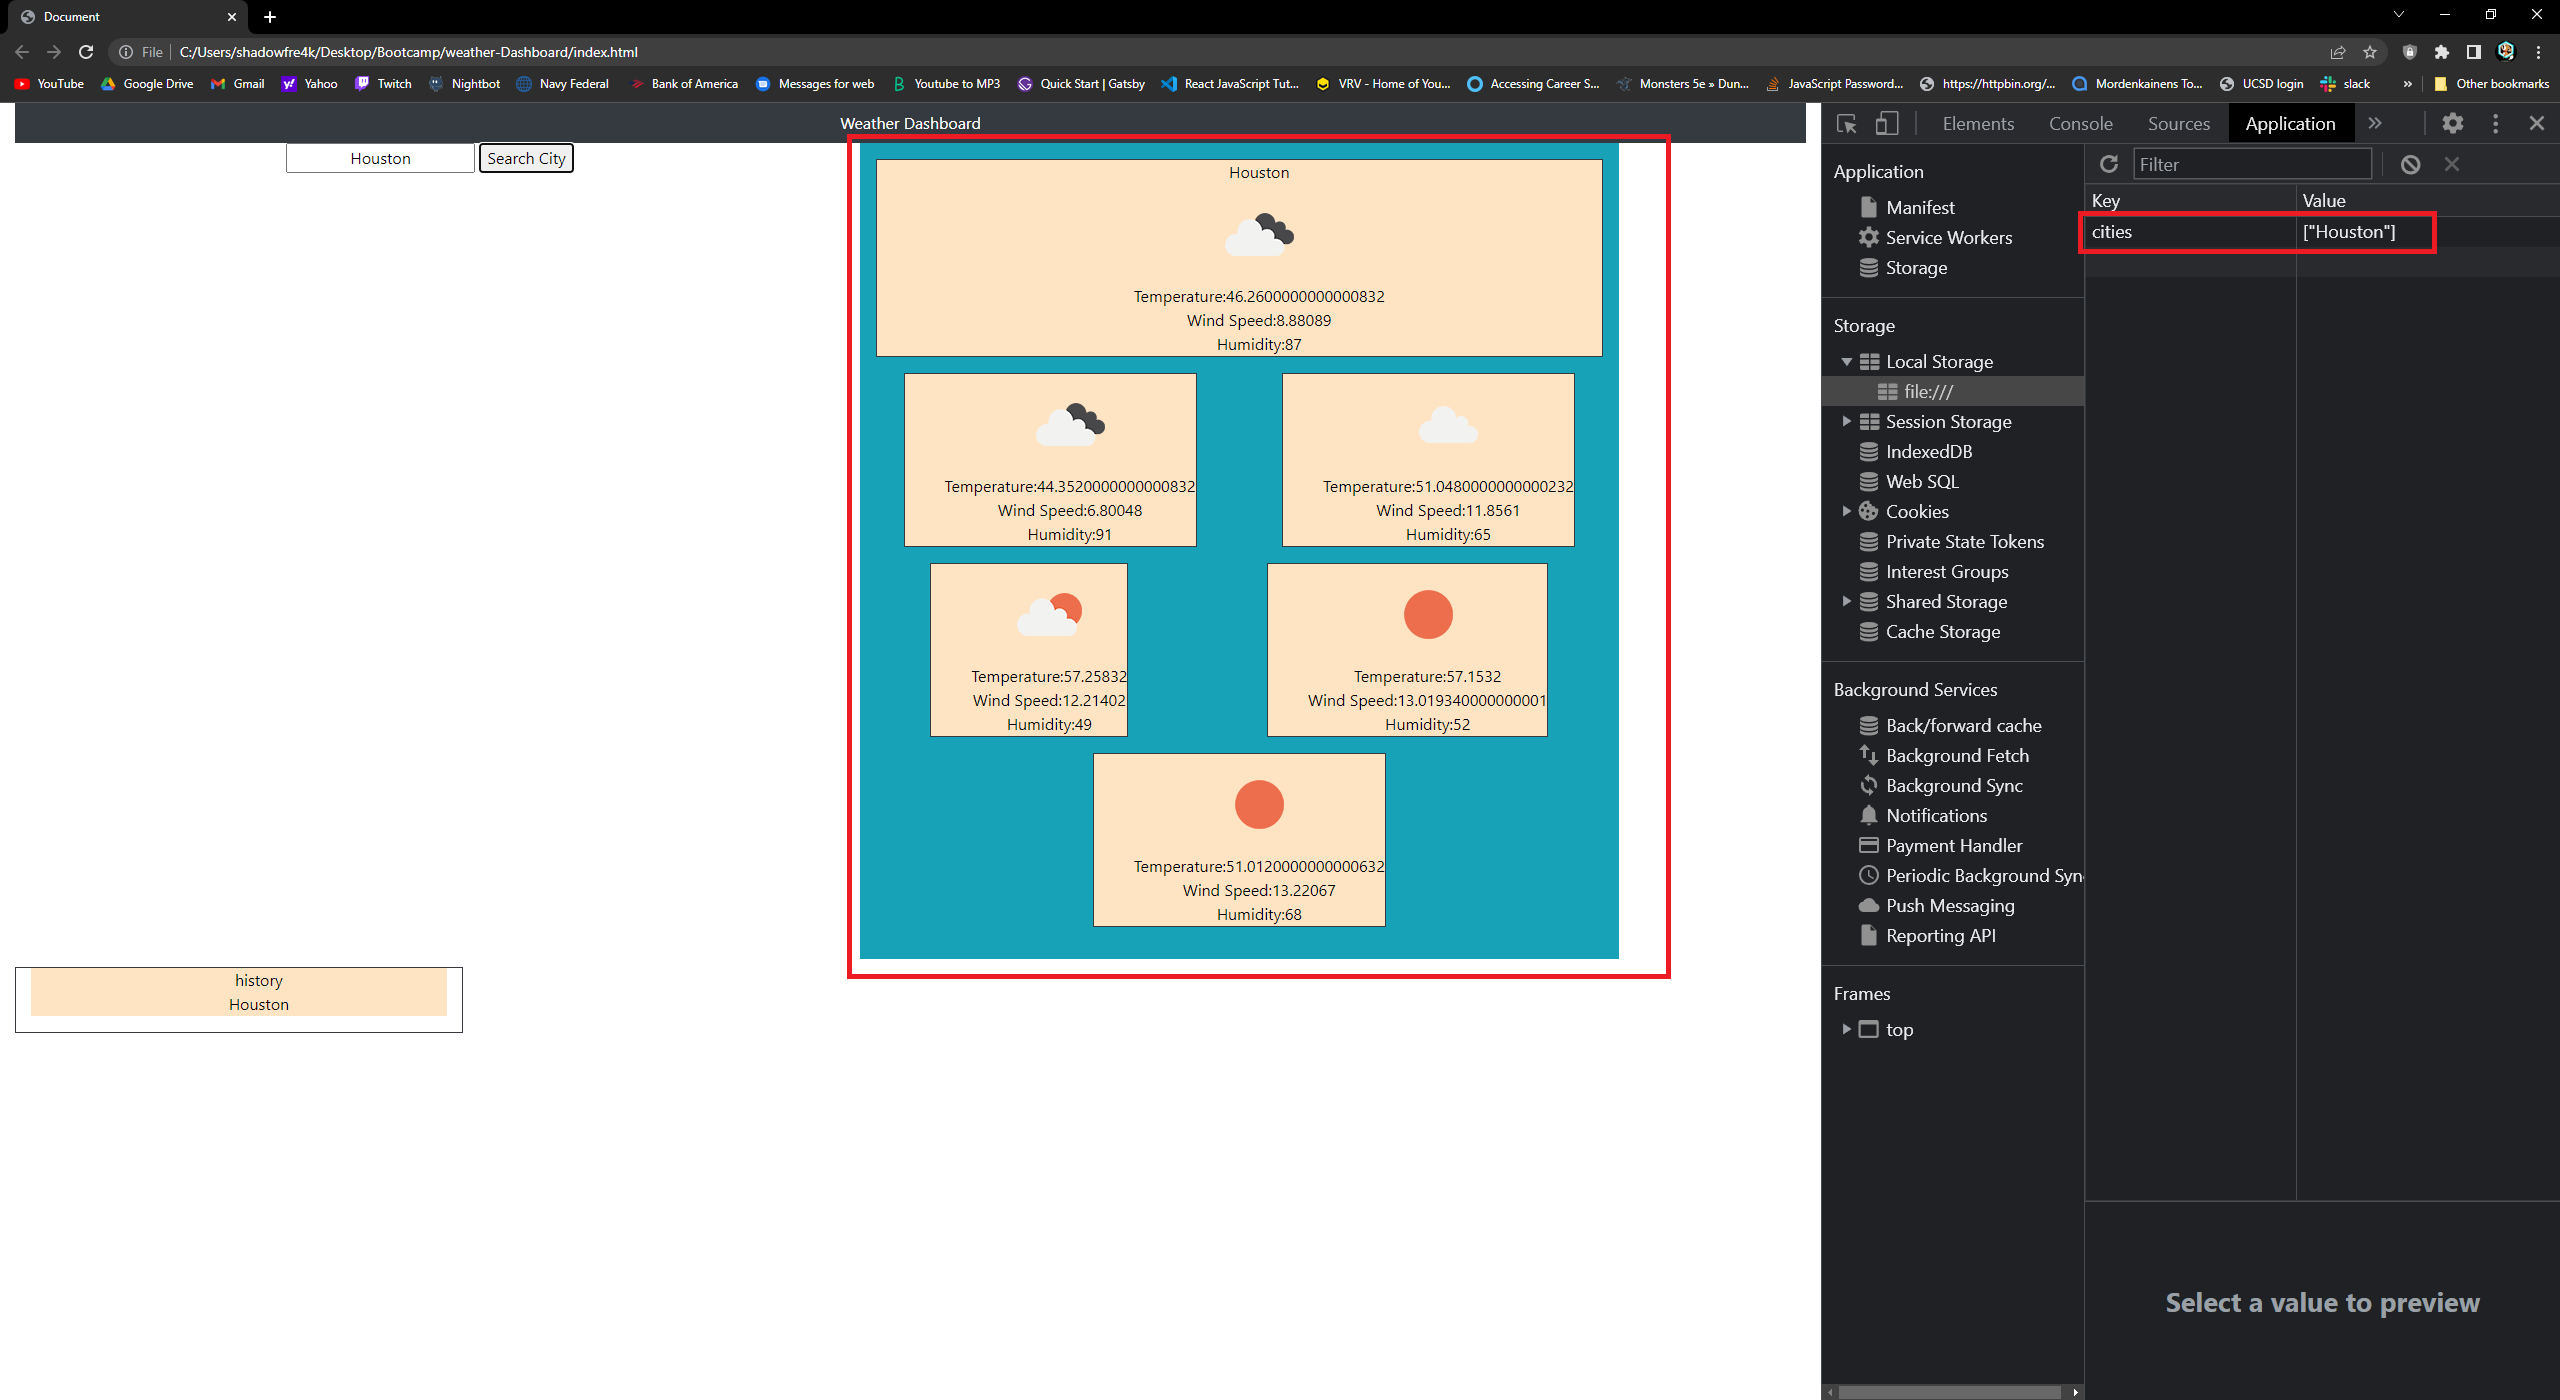 Document
File
C:/Users/shadowfre4k/Desktop/Bootcamp/weather-Dashboard/index.html
YouTube Google Drive Gmail Yahoo Twitch Nightbot Navy Federal Bank of America Messages for web Youtube to MP3 Quick Start | Gatsby React JavaScript Tut... VRV - Home of You... Accessing Career S... Monsters 5e » Dun... JavaScript Password... https://httpbin.org/... Mordenkainens To... UCSD login slack » Other bookmarks
Weather Dashboard
Houston Search City
Houston
Temperature:46.2600000000000832
Wind Speed:8.88089
Humidity:87
Temperature:44.3520000000000832
Wind Speed:6.80048
Humidity:91
Temperature:51.0480000000000232
Wind Speed:11.8561
Humidity:65
Temperature:57.25832
Wind Speed:12.21402
Humidity:49
Temperature:57.1532
Wind Speed:13.019340000000001
Humidity:52
Temperature:51.0120000000000632
Wind Speed:13.22067
Humidity:68
history
Houston
Elements Console Sources Application »
Application
Manifest
Service Workers
Storage
Storage
Local Storage
file:///
Session Storage
IndexedDB
Web SQL
Cookies
Private State Tokens
Interest Groups
Shared Storage
Cache Storage
Background Services
Back/forward cache
Background Fetch
Background Sync
Notifications
Payment Handler
Periodic Background Syn
Push Messaging
Reporting API
Frames
top
Filter
Key Value
cities ["Houston"]
Select a value to preview